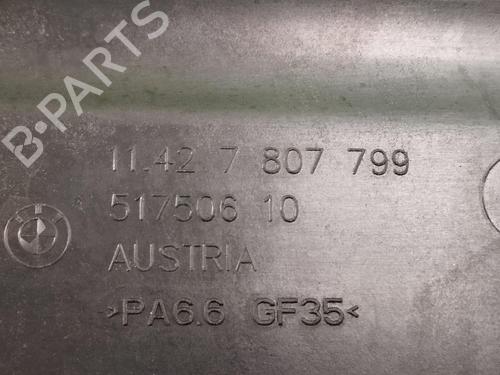 B-PARTS
11.42 7 807 799
517506 10
AUSTRIA
>PA6.6 GF35<